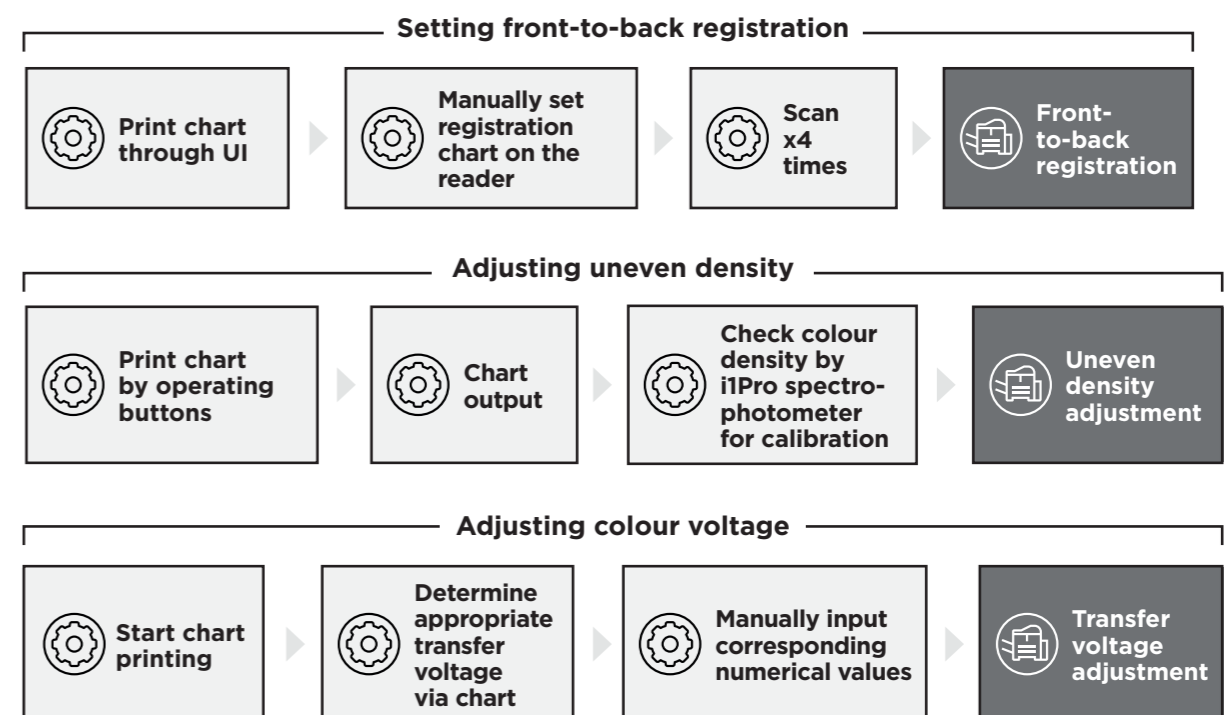 Setting front-to-back registration
Print chart
through UI
Manually set
registration
chart on the
reader
Scan
x4
times
Front-
to-back
registration
Adjusting uneven density
Print chart
by operating
buttons
Chart
output
Check colour
density by
i1Pro spectro-
photometer
for calibration
Uneven
density
adjustment
Adjusting colour voltage
Start chart
printing
Determine
appropriate
transfer
voltage
via chart
Manually input
corresponding
numerical values
Transfer
voltage
adjustment